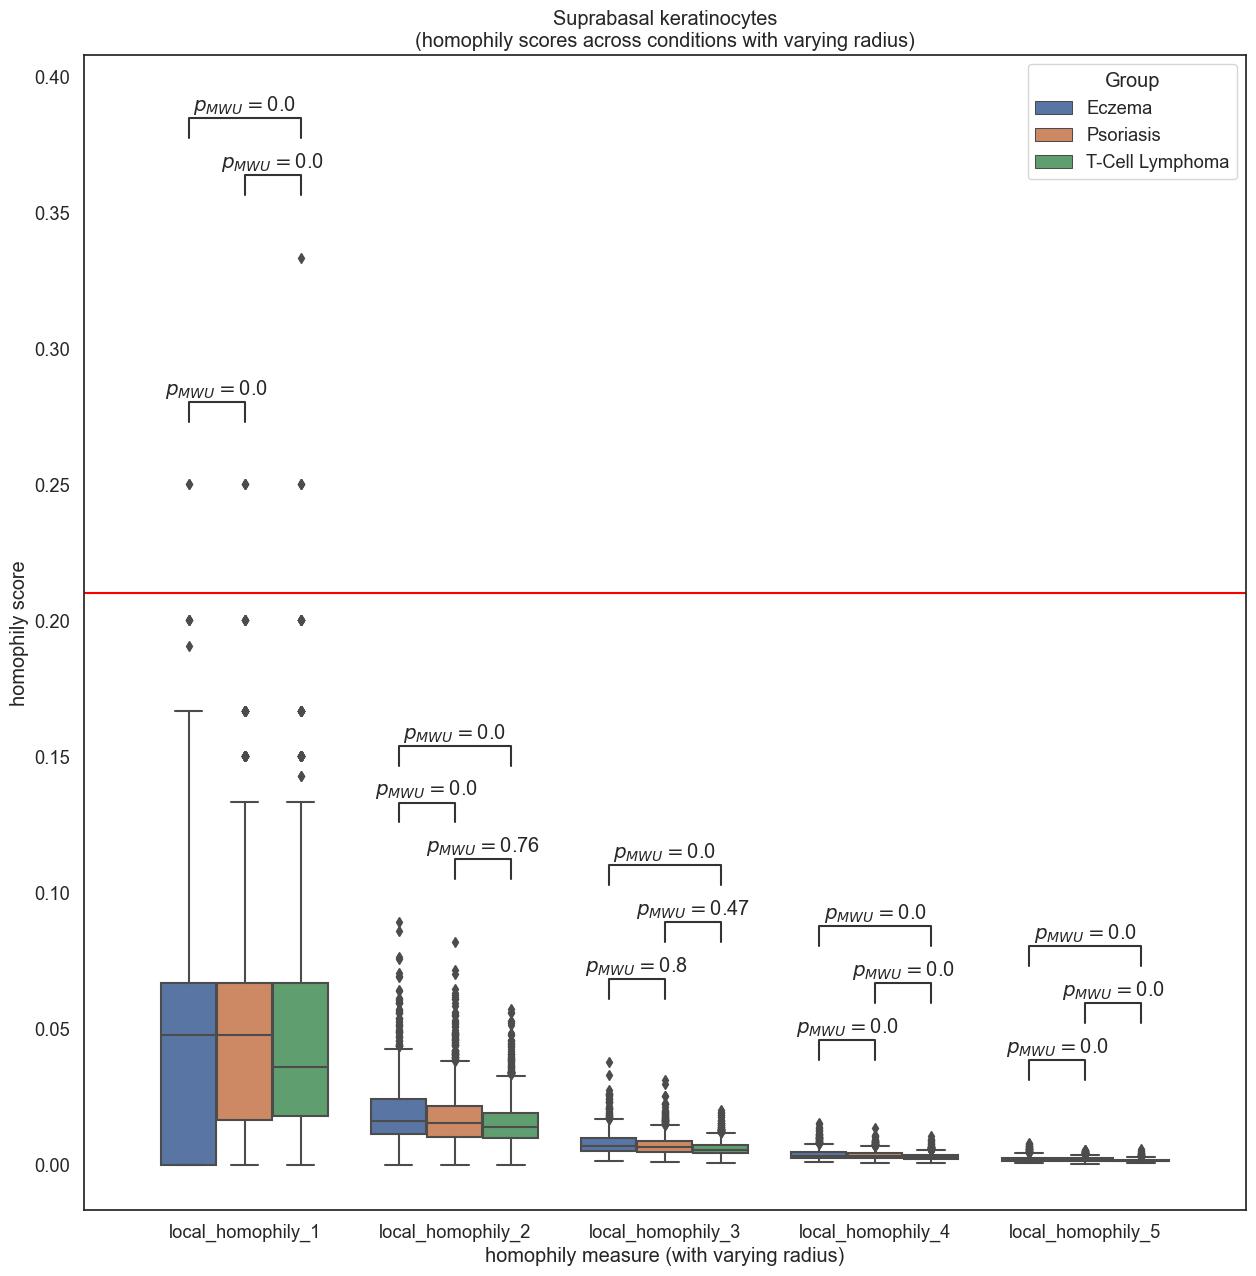 Suprabasal keratinocytes
(homophily scores across conditions with varying radius)
Group
Eczema
Psoriasis
T-Cell Lymphoma
homophily score
0.40
0.35
0.30
0.25
0.20
0.15
0.10
0.05
0.00
p_MWU = 0.0
p_MWU = 0.0
p_MWU = 0.0
p_MWU = 0.0
p_MWU = 0.0
p_MWU = 0.76
p_MWU = 0.0
p_MWU = 0.47
p_MWU = 0.8
p_MWU = 0.0
p_MWU = 0.0
p_MWU = 0.0
p_MWU = 0.0
p_MWU = 0.0
p_MWU = 0.0
local_homophily_1
local_homophily_2
local_homophily_3
local_homophily_4
local_homophily_5
homophily measure (with varying radius)